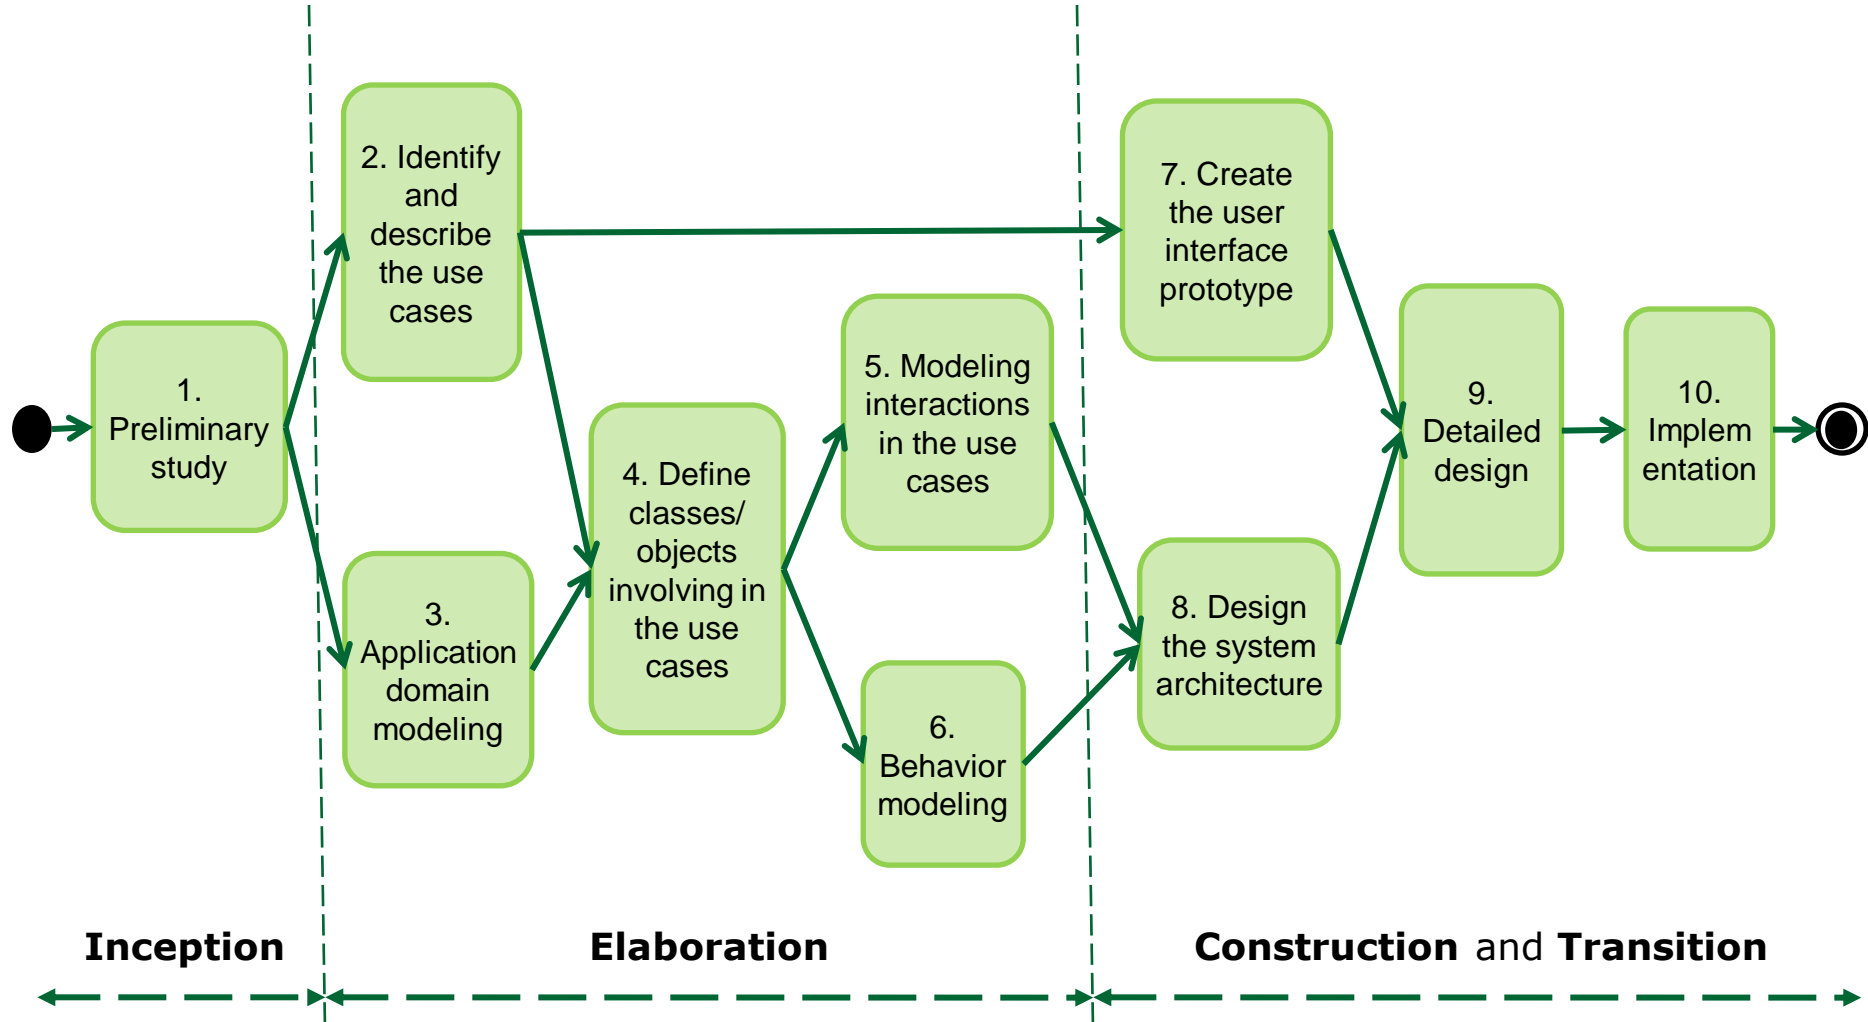 1.
Preliminary
study
2. Identify
and
describe
the use
cases
3.
Application
domain
modeling
4. Define
classes/
objects
involving in
the use
cases
5. Modeling
interactions
in the use
cases
6.
Behavior
modeling
7. Create
the user
interface
prototype
8. Design
the system
architecture
9.
Detailed
design
10.
Implem
entation
Inception
Elaboration
Construction and Transition